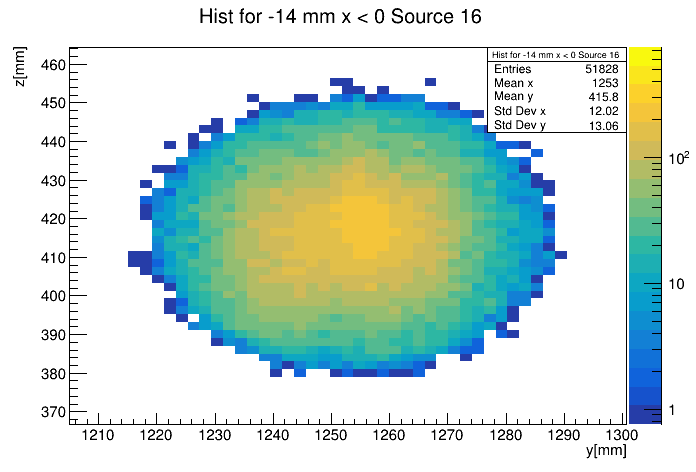 Hist for -14 mm x < 0 Source 16
z[mm]
460
450
440
430
420
410
400
390
380
370
Hist for -14 mm x < 0 Source 16
Entries 51828
Mean x 1253
Mean y 415.8
Std Dev x 12.02
Std Dev y 13.06
10²
10
1
1210 1220 1230 1240 1250 1260 1270 1280 1290 1300
y[mm]